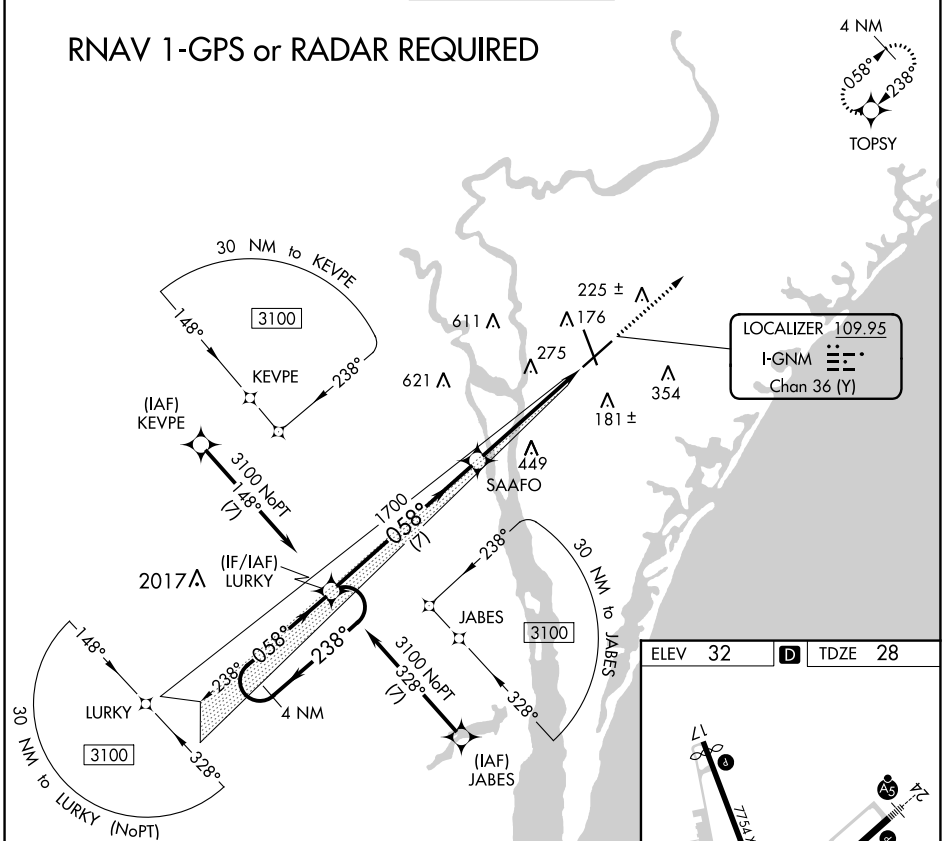 RNAV 1-GPS or RADAR REQUIRED
4 NM
058°
238°
TOPSY
30 NM to KEVPE
148°
3100
238°
KEVPE
(IAF)
KEVPE
3100 NoPT
148°
(7)
611
225 ±
176
275
621
354
181 ±
449
LOCALIZER 109.95
I-GNM
Chan 36 (Y)
SAAFO
1700
058°
(7)
(IF/IAF)
LURKY
2017
058°
238°
238°
4 NM
238°
30 NM to JABES
JABES
3100
328°
3100 NoPT
328°
(7)
(IAF)
JABES
148°
LURKY
3100
328°
30 NM to LURKY (NoPT)
ELEV 32
D
TDZE 28
17
P
7754 X
A5
24